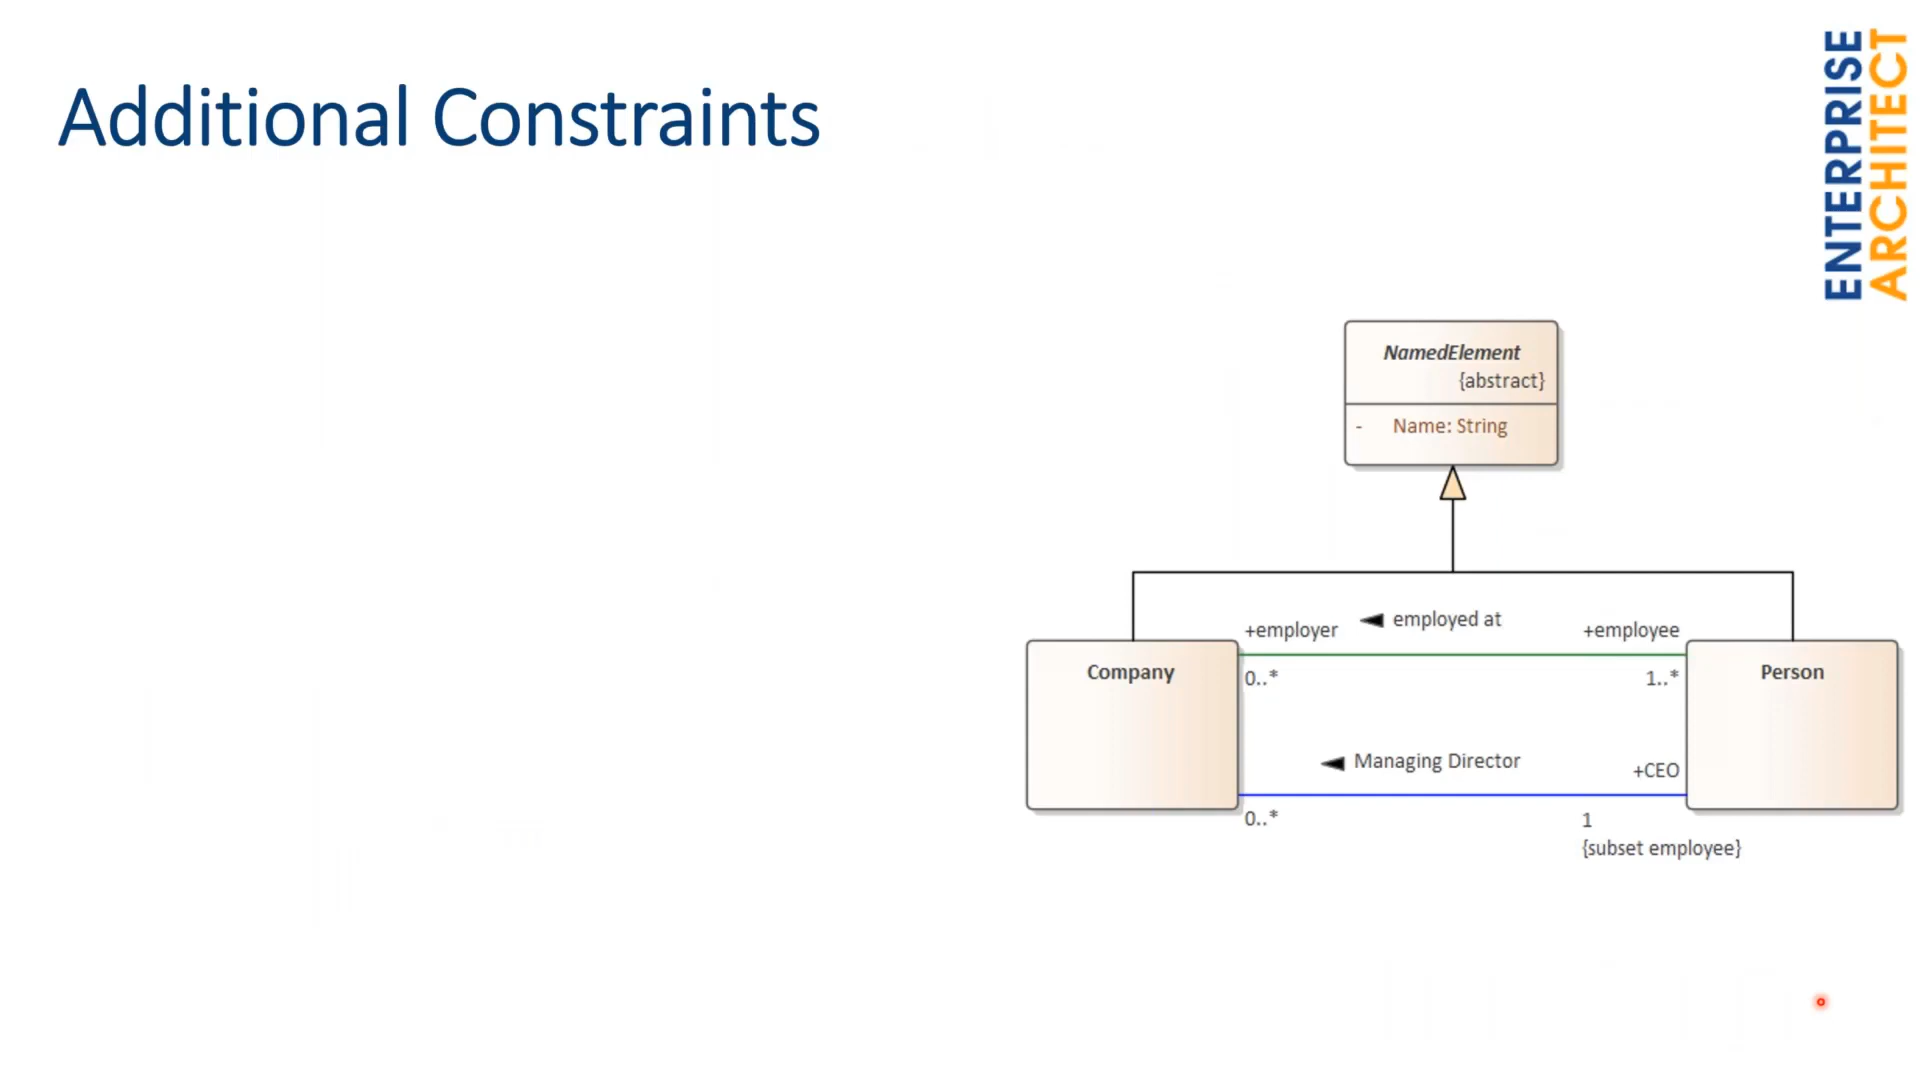 Additional Constraints
ENTERPRISE
ARCHITECT
NamedElement
{abstract}
- Name: String
+employer
employed at
+employee
Company
0..*
1..*
Person
Managing Director
+CEO
0..*
1
{subset employee}